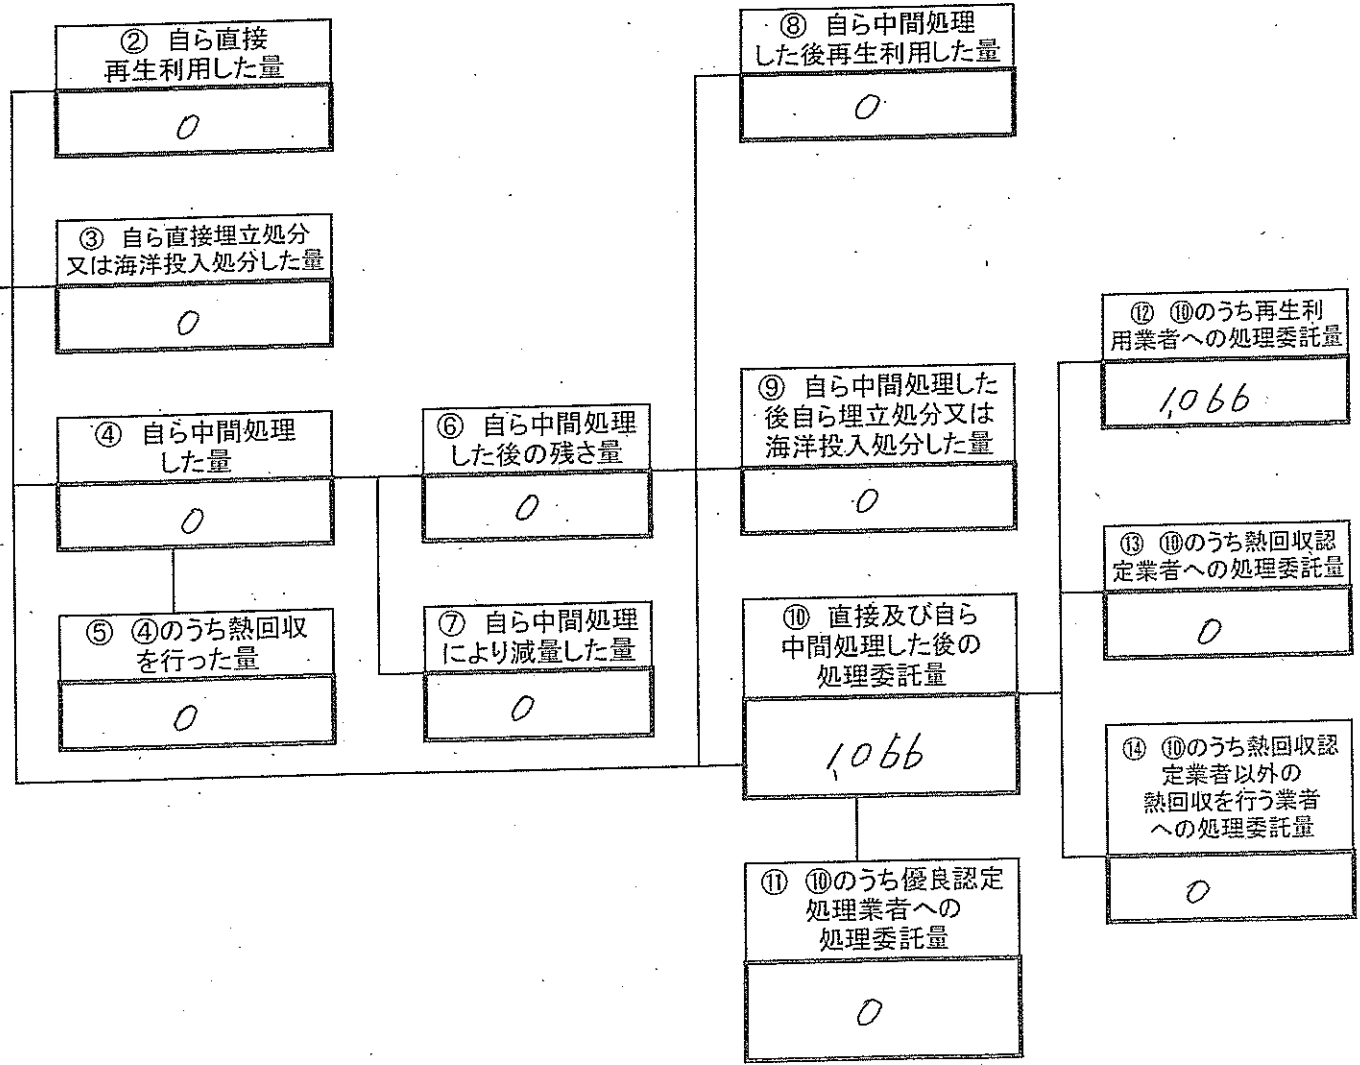 ② 自ら直接
再生利用した量
0
③ 自ら直接埋立処分
又は海洋投入処分した量
0
④ 自ら中間処理
した量
0
⑤ ④のうち熱回収
を行った量
0
⑥ 自ら中間処理
した後の残さ量
0
⑦ 自ら中間処理
により減量した量
0
⑧ 自ら中間処理
した後再生利用した量
0
⑨ 自ら中間処理した
後自ら埋立処分又は
海洋投入処分した量
0
⑩ 直接及び自ら
中間処理した後の
処理委託量
1,066
⑪ ⑩のうち優良認定
処理業者への
処理委託量
0
⑫ ⑩のうち再生利
用業者への処理委託量
1,066
⑬ ⑩のうち熱回収認
定業者への処理委託量
0
⑭ ⑩のうち熱回収認
定業者以外の
熱回収を行う業者
への処理委託量
0